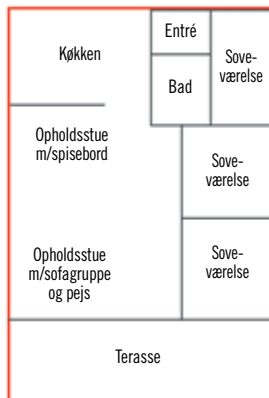 Køkken
Entré
Bad
Sove-
værelse
Opholdsstue
m/spisebord
Sove-
værelse
Opholdsstue
m/sofagruppe
og pejs
Sove-
værelse
Terasse